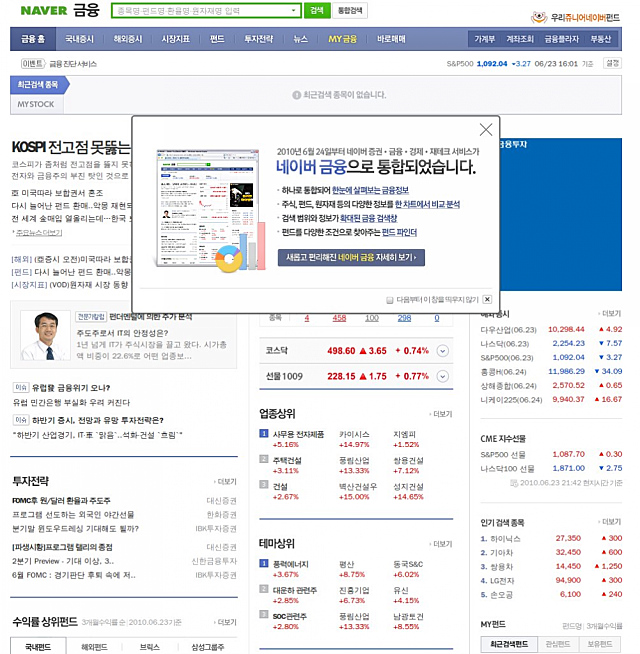 NAVER 금융
종목명·펀드명·환율명·원자재명 입력
검색
통합검색
우리쥬니어네이버펀드
금융 홈 국내증시 해외증시 시장지표 펀드 투자전략 뉴스 MY금융 바로매매 가계부 계좌조회 금융플라자 부동산
이벤트 금융 진단 서비스
S&P500 1,092.04 ▼3.27 06/23 16:01 기준 설정
최근검색 종목
MYSTOCK
최근검색 종목이 없습니다.
KOSPI 전고점 못뚫는
코스피가 좀처럼 전고점을 뚫지 못
전자와 금융주의 부진 탓인 것으로
미국따라 보합권서 혼조
다시 늘어난 펀드 환매..악몽 재현되
전 세계 금매입 열올리는데…한국
주요뉴스 더보기
[해외] (증시 오전)미국따라 보합
[펀드] 다시 늘어난 펀드 환매..악몽
[시장지표] (VOD)원자재 시장 동향
2010년 6월 24일부터 네이버 증권·금융·경제·재테크 서비스가
네이버 금융으로 통합되었습니다.
하나로 통합되어 한눈에 살펴보는 금융정보
주식, 펀드, 원자재 등의 다양한 정보를 한 차트에서 비교 분석
검색 범위와 정보가 확대된 금융 검색창
펀드를 다양한 조건으로 찾아주는 펀드 파인더
새롭고 편리해진 네이버 금융 자세히 보기
다음부터 이 창을 띄우지 않기
금융투자
전문가칼럼 펀더멘털에 의한 주가 분석
주도주로서 IT의 안정성은?
1년 넘게 IT가 주식시장을 끌고 왔다. 시가총
액 비중이 22.6%로 어떤 업종보…
이슈 유럽발 금융위기 오나?
유럽 민간은행 부실화 우려 커진다
이슈 하반기 증시, 전망과 유망 투자전략은?
"하반기 산업경기, IT·車 `맑음`..석화·건설 `흐림`"
투자전략 더보기
FOMC후 원/달러 환율과 주도주 대신증권
프로그램 선도하는 외국인 야간선물 한화증권
분기말 윈도우드레싱 기대해도 될까? IBK투자증권
[파생시황]프로그램 탤리의 종점 대신증권
2분기 Preview - 기대 이상, 3.. 신한금융투자
6월 FOMC : 경기판단 후퇴 속에 저.. IBK투자증권
수익률 상위펀드 3개월수익률 순 | 2010.06.23기준 더보기
국내펀드 해외펀드 브릭스 삼성그룹주
종목 4 458 100 298 0
코스닥 498.60 ▲ 3.65 + 0.74%
선물 1009 228.15 ▲ 1.75 + 0.77%
업종상위 더보기
1 사무용 전자제품 카이시스 지엠피
+5.16% +14.97% +1.52%
2 주택건설 풍림산업 쌍용건설
+3.11% +13.33% +7.12%
3 건설 벽산건설우 성지건설
+2.67% +15.00% +14.65%
테마상위 더보기
1 풍력에너지 평산 동국S&C
+3.67% +8.75% +6.02%
2 대운하 관련주 진흥기업 유신
+2.85% +6.73% +4.15%
3 SOC관련주 풍림산업 남광토건
+2.80% +13.33% +8.55%
해외증시 더보기
다우산업(06.23) 10,298.44 ▲ 4.92
나스닥(06.23) 2,254.23 ▼ 7.57
S&P500(06.23) 1,092.04 ▼ 3.27
홍콩H(06.24) 11,986.29 ▼ 34.09
상해종합(06.24) 2,570.52 ▲ 0.65
니케이225(06.24) 9,940.37 ▲ 16.67
CME 지수선물
S&P500 선물 1,087.70 ▲ 0.30
나스닥100 선물 1,871.00 ▼ 2.75
2010.06.23 21:42 현지시간 기준
인기 검색 종목 더보기
1. 하이닉스 27,350 ▲ 300
2. 기아차 32,450 ▲ 600
3. 쌍용차 14,450 ▲ 1,250
4. LG전자 94,900 ▲ 300
5. 손오공 6,100 ▲ 240
MY펀드 펀드명 | 3개월수익률
최근검색펀드 관심펀드 보유펀드